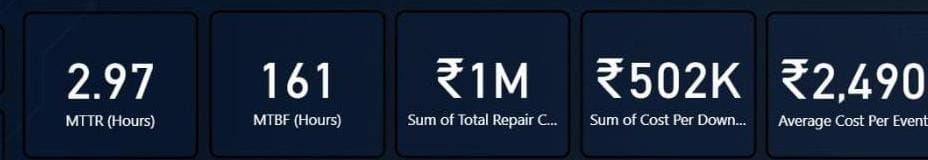 2.97
MTTR (Hours)
161
MTBF (Hours)
₹1M
Sum of Total Repair C...
₹502K
Sum of Cost Per Down...
₹2,490
Average Cost Per Event